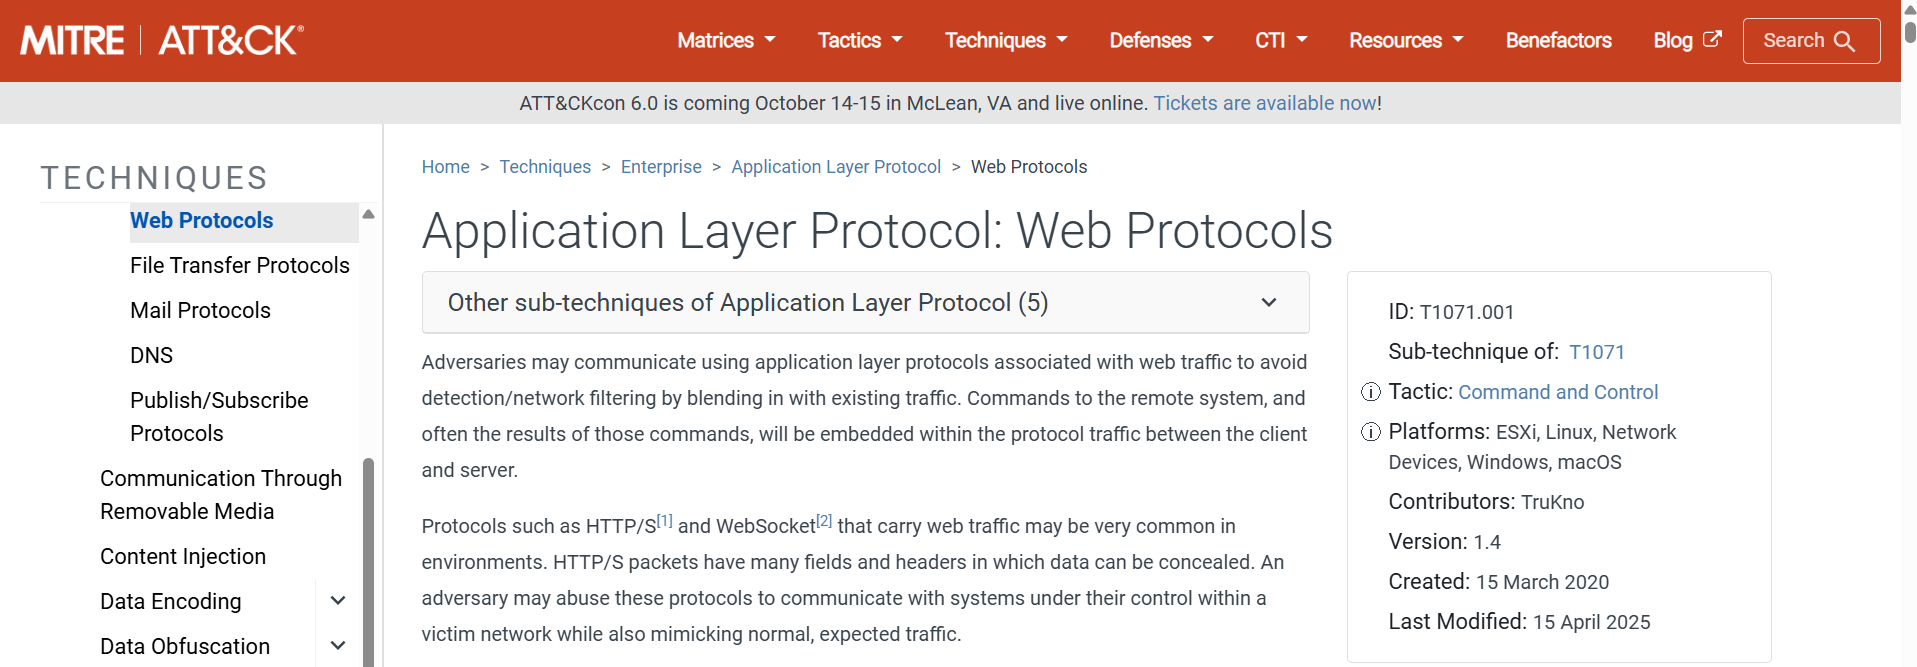 MITRE | ATT&CK®
Matrices Tactics Techniques Defenses CTI Resources Benefactors Blog Search
ATT&CKcon 6.0 is coming October 14-15 in McLean, VA and live online. Tickets are available now!
TECHNIQUES
Web Protocols
File Transfer Protocols
Mail Protocols
DNS
Publish/Subscribe
Protocols
Communication Through
Removable Media
Content Injection
Data Encoding
Data Obfuscation
Home > Techniques > Enterprise > Application Layer Protocol > Web Protocols
Application Layer Protocol: Web Protocols
Other sub-techniques of Application Layer Protocol (5)
Adversaries may communicate using application layer protocols associated with web traffic to avoid
detection/network filtering by blending in with existing traffic. Commands to the remote system, and
often the results of those commands, will be embedded within the protocol traffic between the client
and server.
Protocols such as HTTP/S[1] and WebSocket[2] that carry web traffic may be very common in
environments. HTTP/S packets have many fields and headers in which data can be concealed. An
adversary may abuse these protocols to communicate with systems under their control within a
victim network while also mimicking normal, expected traffic.
ID: T1071.001
Sub-technique of: T1071
Tactic: Command and Control
Platforms: ESXi, Linux, Network
Devices, Windows, macOS
Contributors: TruKno
Version: 1.4
Created: 15 March 2020
Last Modified: 15 April 2025